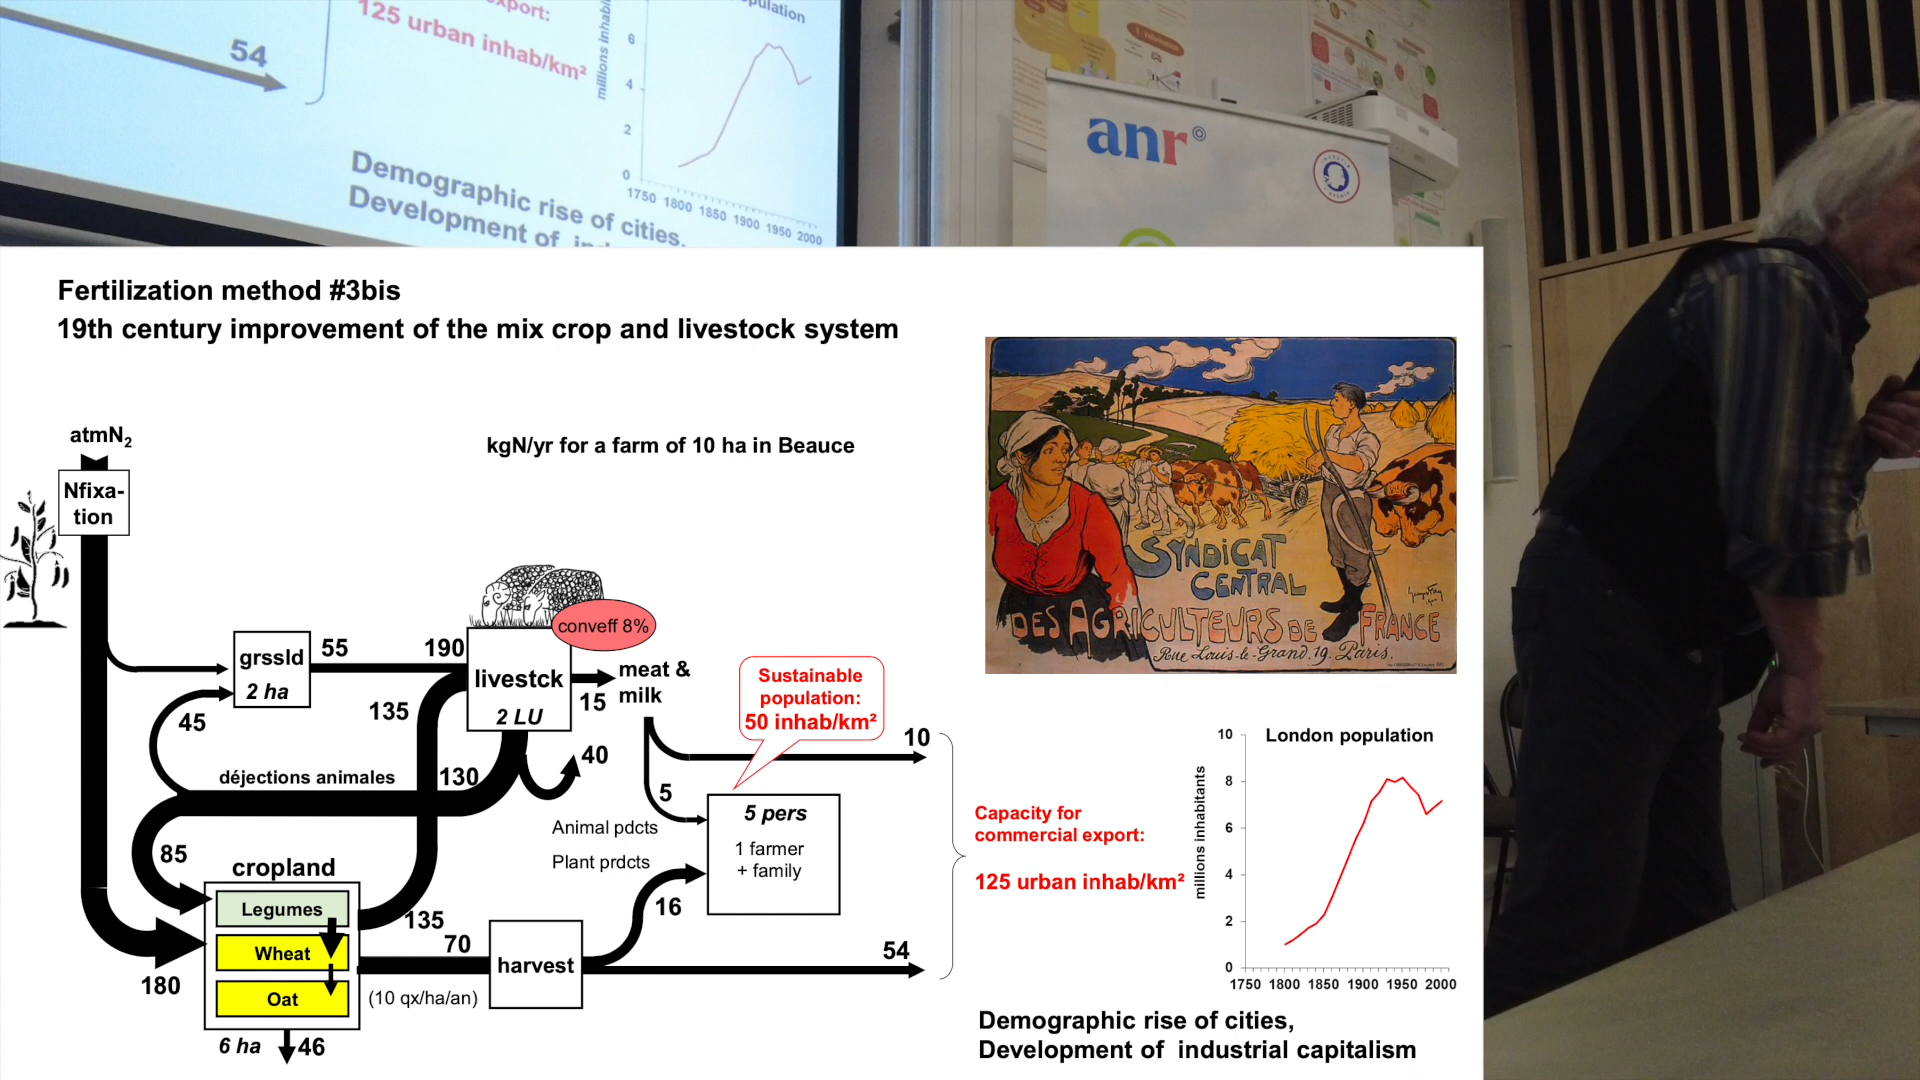 54
xport:
125 urban inhab/km²
pulation
millions inhabi
6
4
2
0
1750 1800 1850 1900 1950 2000
Demographic rise of cities,
Development of
anr
Fertilization method #3bis
19th century improvement of the mix crop and livestock system
atmN₂
kgN/yr for a farm of 10 ha in Beauce
Nfixa-
tion
grssld
2 ha
55
190
livestck
2 LU
conveff 8%
meat &
milk
15
45
135
déjections animales
130
40
Sustainable
population:
50 inhab/km²
10
5
Animal pdcts
Plant prdcts
5 pers
1 farmer
+ family
16
85
cropland
Legumes
Wheat
Oat
6 ha
46
180
135
70
(10 qx/ha/an)
harvest
54
Capacity for
commercial export:
125 urban inhab/km²
SYNDICAT
CENTRAL
DES AGRICULTEURS DE FRANCE
Rue Louis-le-Grand. 19. Paris.
London population
millions inhabitants
10
8
6
4
2
0
1750 1800 1850 1900 1950 2000
Demographic rise of cities,
Development of industrial capitalism